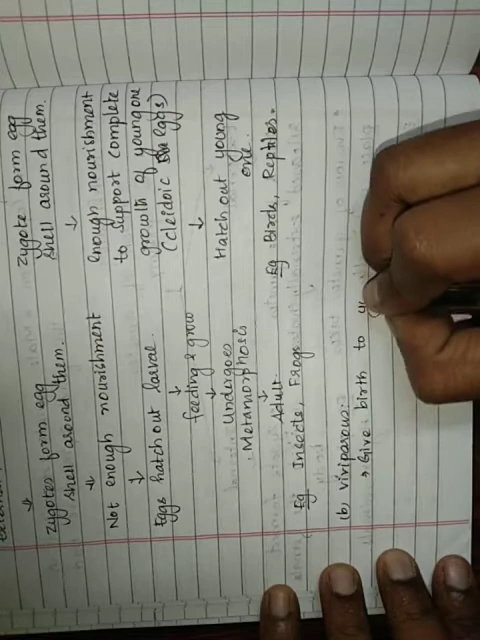 zygotes form egg
shell around them.
↓
Not enough nourishment
↓
Eggs hatch out larval.
↓
feeding & grow
↓
Undergoes
Metamorphosis
↓
Adult.
Eg Insects, Frogs
zygote form egg
shell around them.
↓
Enough nourishment
to support complete
growth of young one
(cleidoic eggs)
↓
Hatch out young
one.
Eg Birds, Reptiles.
(b) Viviparous:
→ Give birth to